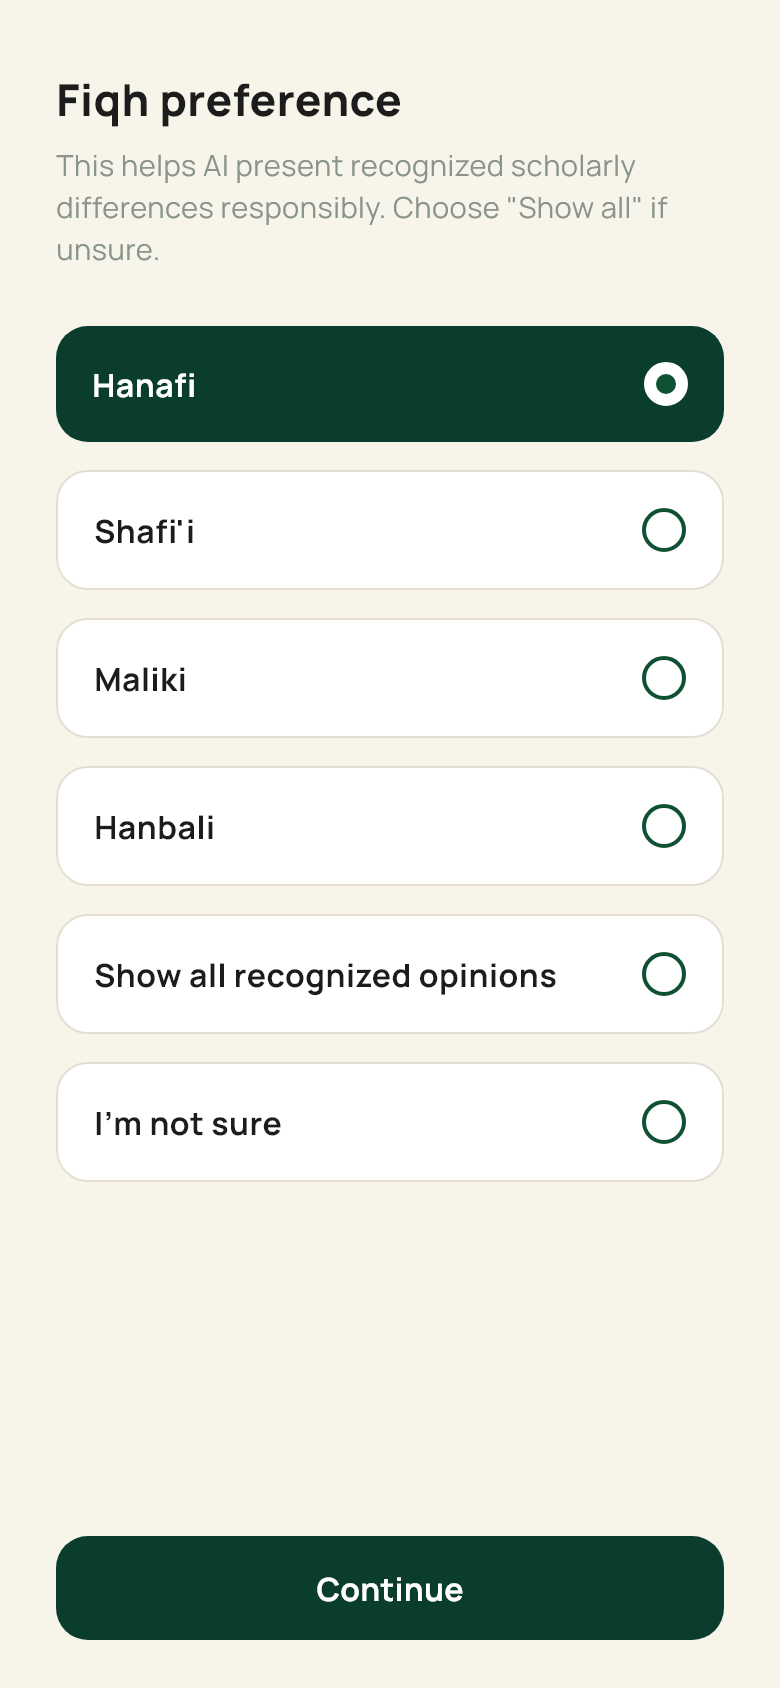 Fiqh preference
This helps AI present recognized scholarly
differences responsibly. Choose "Show all" if
unsure.
Hanafi
Shafi'i
Maliki
Hanbali
Show all recognized opinions
I’m not sure
Continue